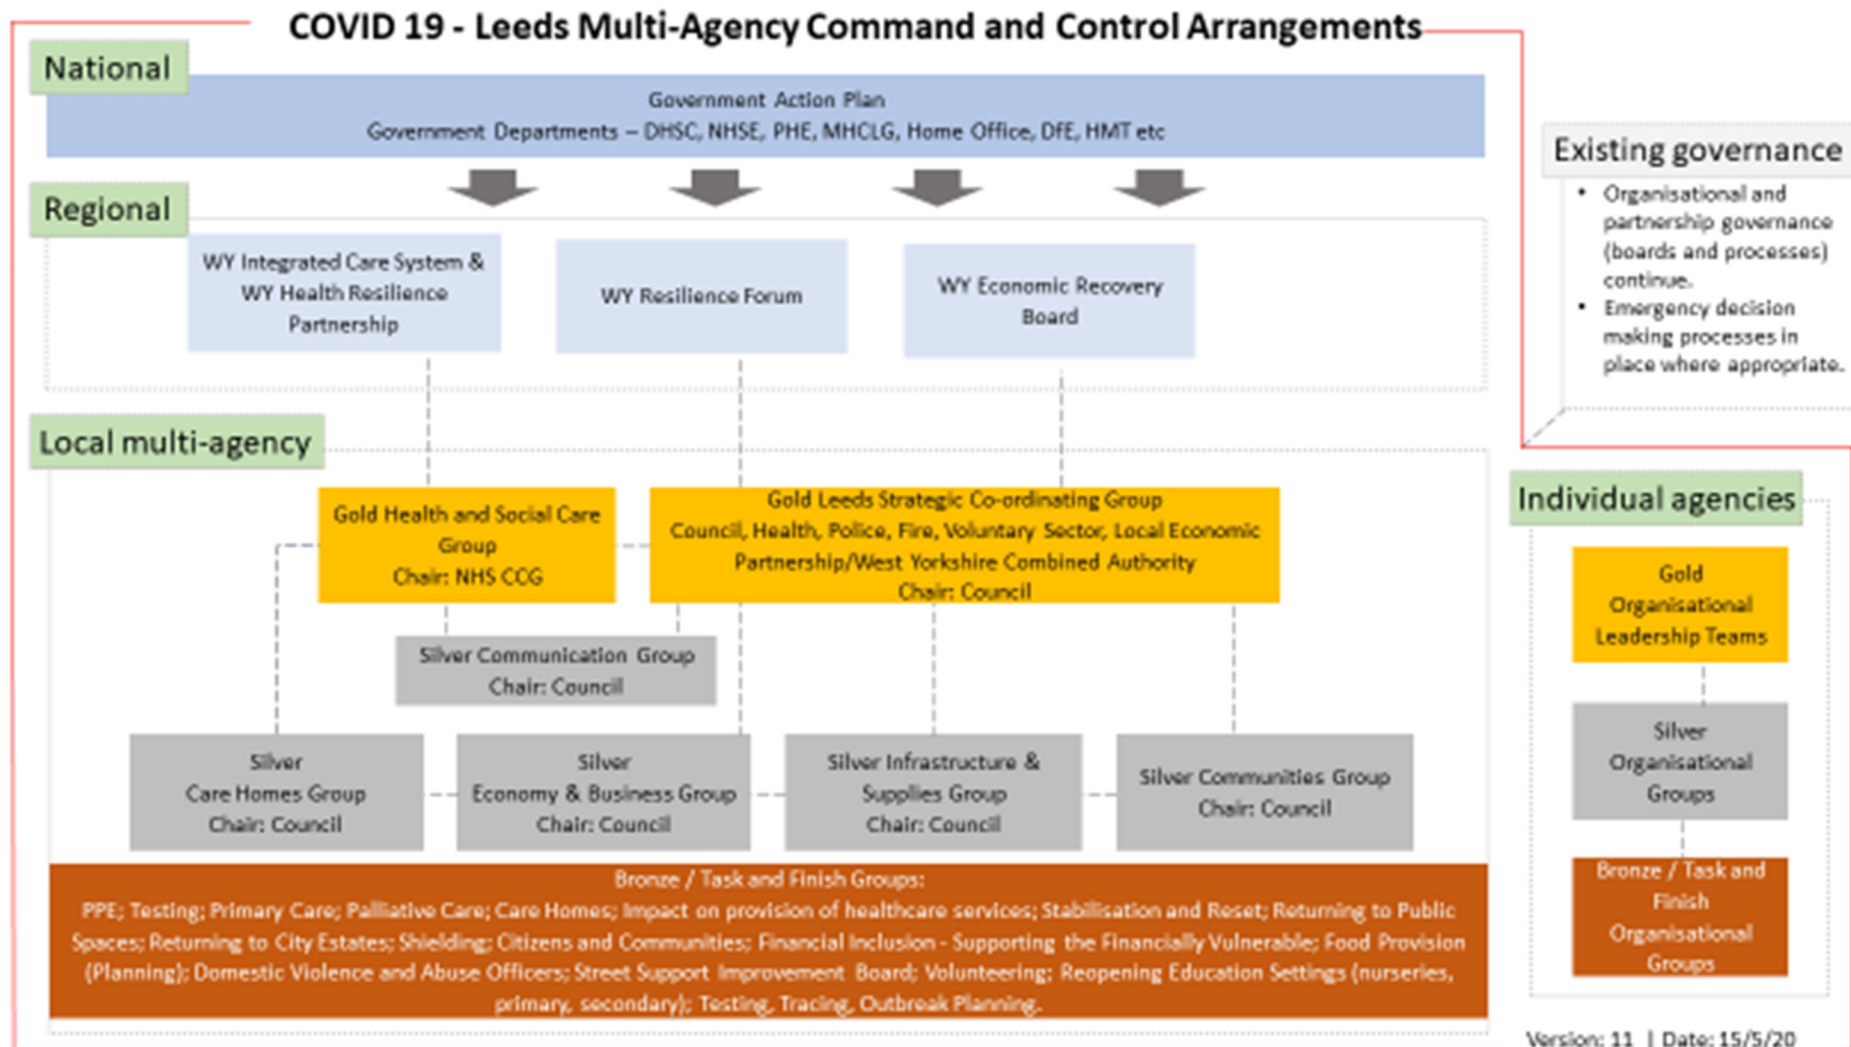 COVID 19 - Leeds Multi-Agency Command and Control Arrangements
National
Government Action Plan
Government Departments – DHSC, NHSE, PHE, MHCLG, Home Office, DfE, HMT etc
Regional
WY Integrated Care System &
WY Health Resilience
Partnership
WY Resilience Forum
WY Economic Recovery
Board
Existing governance
• Organisational and
partnership governance
(boards and processes)
continue.
• Emergency decision
making processes in
place where appropriate.
Local multi-agency
Gold Health and Social Care
Group
Chair: NHS CCG
Gold Leeds Strategic Co-ordinating Group
Council, Health, Police, Fire, Voluntary Sector, Local Economic
Partnership/West Yorkshire Combined Authority
Chair: Council
Silver Communication Group
Chair: Council
Silver
Care Homes Group
Chair: Council
Silver
Economy & Business Group
Chair: Council
Silver Infrastructure &
Supplies Group
Chair: Council
Silver Communities Group
Chair: Council
Bronze / Task and Finish Groups:
PPE; Testing; Primary Care; Palliative Care; Care Homes; Impact on provision of healthcare services; Stabilisation and Reset; Returning to Public
Spaces; Returning to City Estates; Shielding; Citizens and Communities; Financial Inclusion - Supporting the Financially Vulnerable; Food Provision
(Planning); Domestic Violence and Abuse Officers; Street Support Improvement Board; Volunteering; Reopening Education Settings (nurseries,
primary, secondary); Testing, Tracing, Outbreak Planning.
Individual agencies
Gold
Organisational
Leadership Teams
Silver
Organisational
Groups
Bronze / Task and
Finish
Organisational
Groups
Version: 11 | Date: 15/5/20